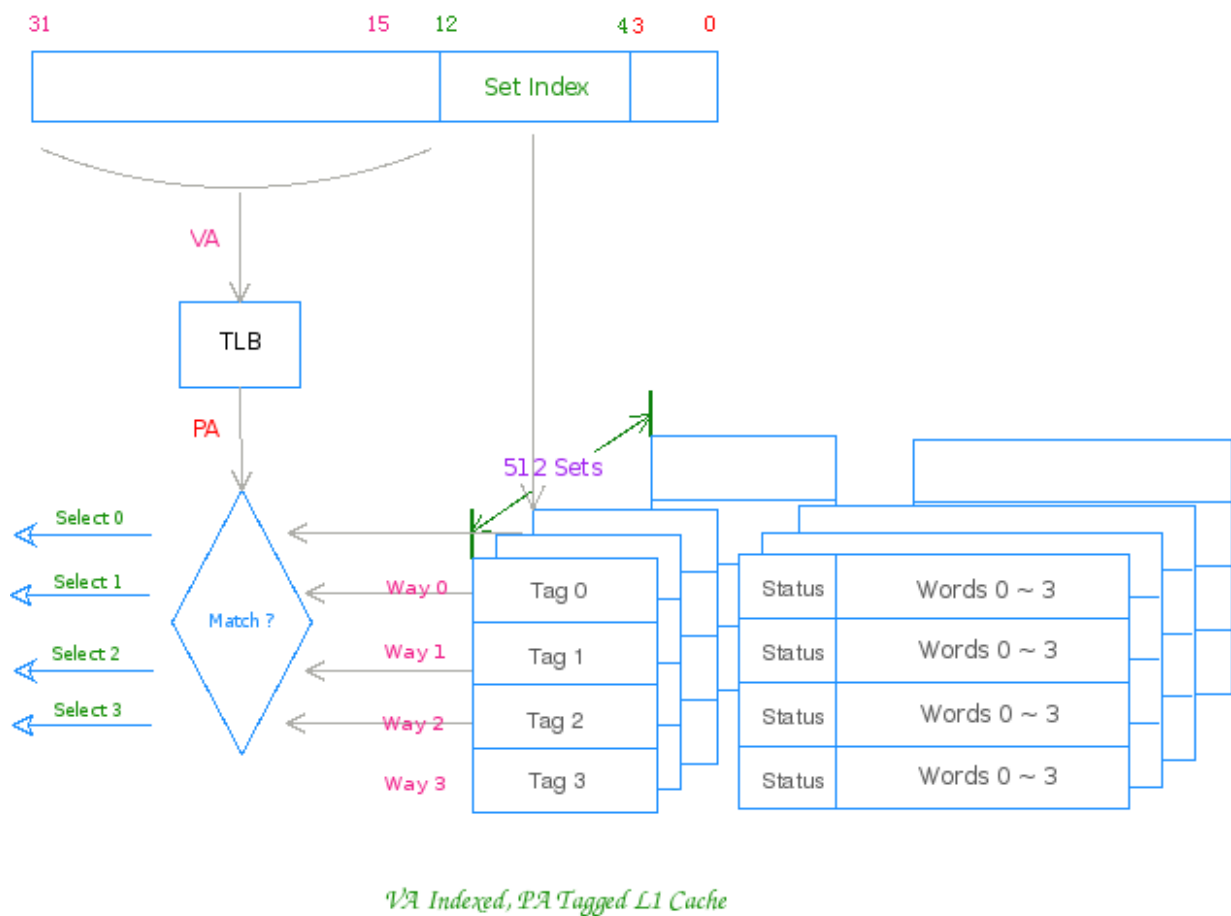 31 15 12 4 3 0
Set Index
VA
TLB
PA
512 Sets
Select 0
Select 1
Select 2
Select 3
Match ?
Way 0
Way 1
Way 2
Way 3
Tag 0
Tag 1
Tag 2
Tag 3
Status Words 0 ~ 3
Status Words 0 ~ 3
Status Words 0 ~ 3
Status Words 0 ~ 3
VA Indexed, PA Tagged L1 Cache